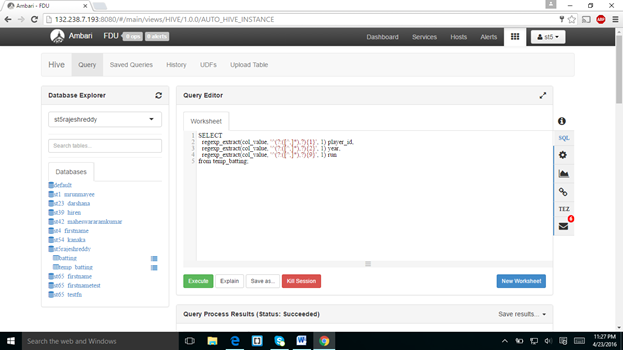 Ambari - FDU
132.238.7.193:8080/#/main/views/HIVE/1.0.0/AUTO_HIVE_INSTANCE
Ambari FDU 0 ops 0 alerts Dashboard Services Hosts Alerts st5
Hive Query Saved Queries History UDFs Upload Table
Database Explorer
st5rajeshreddy
Search tables...
Databases
default
st23 darshana
st39 hiren
st42 maheswararamkumar
st4 firstname
st54 kanaka
st5rajeshreddy
batting
temp_batting
st65 firstname
st65 firstnametest
st65 testfn
Query Editor
Worksheet
1 SELECT
2 regexp_extract(col_value, '^(?:([^,]*),?){1}', 1) player_id,
3 regexp_extract(col_value, '^(?:([^,]*),?){2}', 1) year,
4 regexp_extract(col_value, '^(?:([^,]*),?){9}', 1) run
5 from temp_batting;
Execute Explain Save as... Kill Session New Worksheet
SQL
TEZ
Query Process Results (Status: Succeeded) Save results...
Search the web and Windows
11:27 PM
4/23/2016